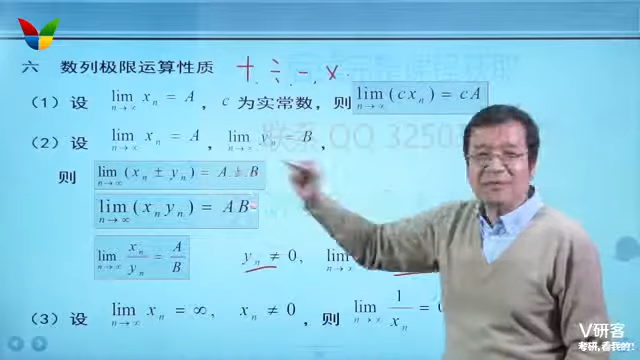 六 数列极限运算性质 + ÷ − ×
(1) 设 lim_{n→∞} x_n = A, c 为实常数, 则 lim_{n→∞} (cx_n) = cA
(2) 设 lim_{n→∞} x_n = A, lim_{n→∞} y_n = B,
则 lim_{n→∞} (x_n ± y_n) = A ± B
lim_{n→∞} (x_n y_n) = AB
lim_{n→∞} x_n/y_n = A/B y_n ≠ 0, lim_{n→∞}
(3) 设 lim_{n→∞} x_n = ∞, x_n ≠ 0, 则 lim_{n→∞} 1/x_n =
V研客
考研,看我的!